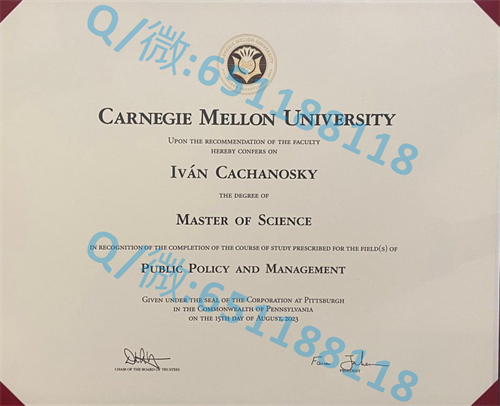 Q/微:651188118
CARNEGIE MELLON UNIVERSITY
UPON THE RECOMMENDATION OF THE FACULTY
HEREBY CONFERS ON
IVÁN CACHANOSKY
THE DEGREE OF
MASTER OF SCIENCE
IN RECOGNITION OF THE COMPLETION OF THE COURSE OF STUDY PRESCRIBED FOR THE FIELD(S) OF
PUBLIC POLICY AND MANAGEMENT
GIVEN UNDER THE SEAL OF THE CORPORATION AT PITTSBURGH
IN THE COMMONWEALTH OF PENNSYLVANIA
ON THE 15TH DAY OF AUGUST, 2023
Q/微:651188118
CHAIR OF THE BOARD OF TRUSTEES
PRESIDENT